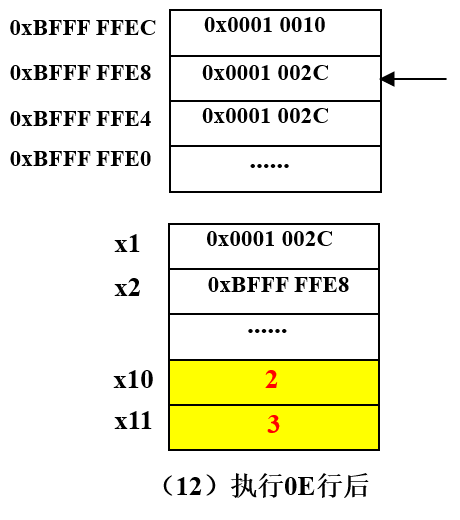 0xBFFF FFEC 0x0001 0010
0xBFFF FFE8 0x0001 002C
0xBFFF FFE4 0x0001 002C
0xBFFF FFE0 ......
x1 0x0001 002C
x2 0xBFFF FFE8
......
x10 2
x11 3
（12）执行0E行后